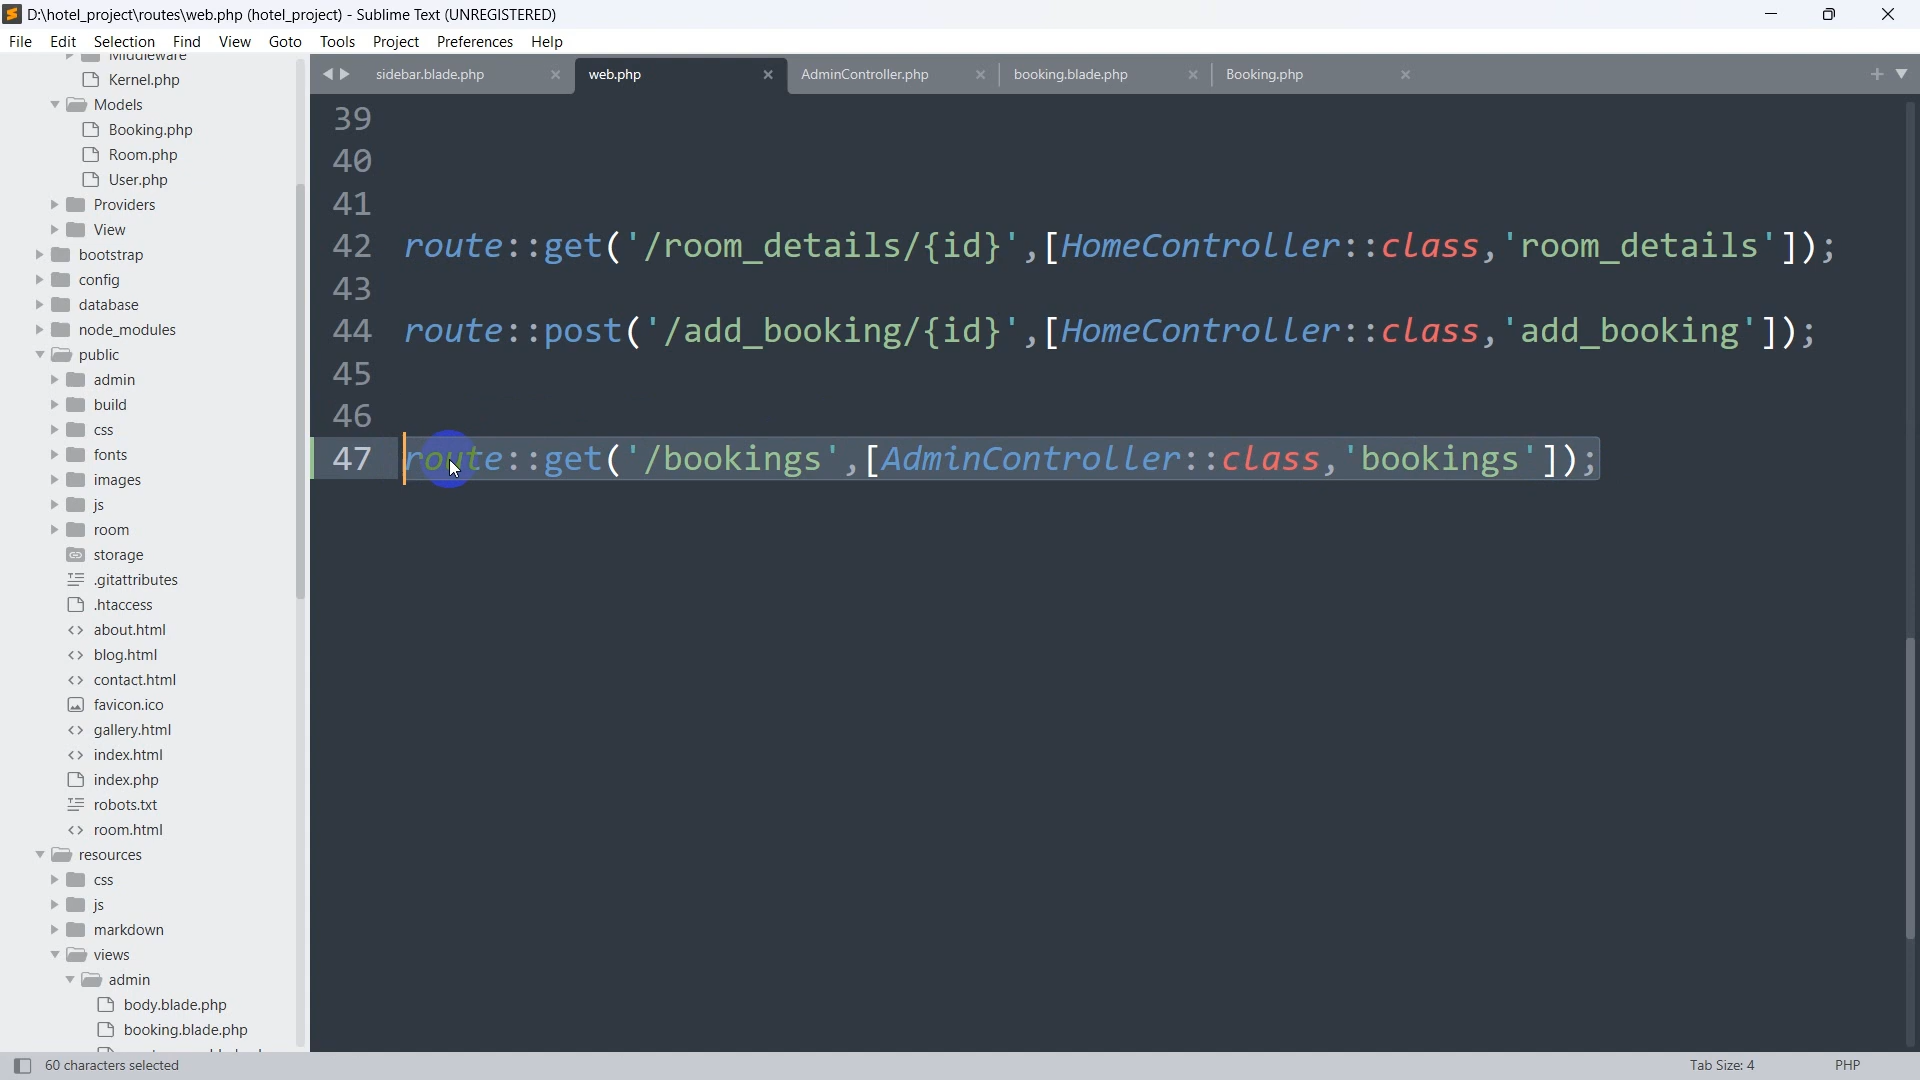 D:\hotel_project\routes\web.php (hotel_project) - Sublime Text (UNREGISTERED)
File Edit Selection Find View Goto Tools Project Preferences Help
sidebar.blade.php web.php AdminController.php booking.blade.php Booking.php
Middleware
Kernel.php
Models
Booking.php
Room.php
User.php
Providers
View
bootstrap
config
database
node_modules
public
admin
build
css
fonts
images
js
room
storage
.gitattributes
.htaccess
about.html
blog.html
contact.html
favicon.ico
gallery.html
index.html
index.php
robots.txt
room.html
resources
css
js
markdown
views
admin
body.blade.php
booking.blade.php
39
40
41
42 route::get('/room_details/{id}',[HomeController::class,'room_details']);
43
44 route::post('/add_booking/{id}',[HomeController::class,'add_booking']);
45
46
47 route::get('/bookings',[AdminController::class,'bookings']);
60 characters selected Tab Size: 4 PHP